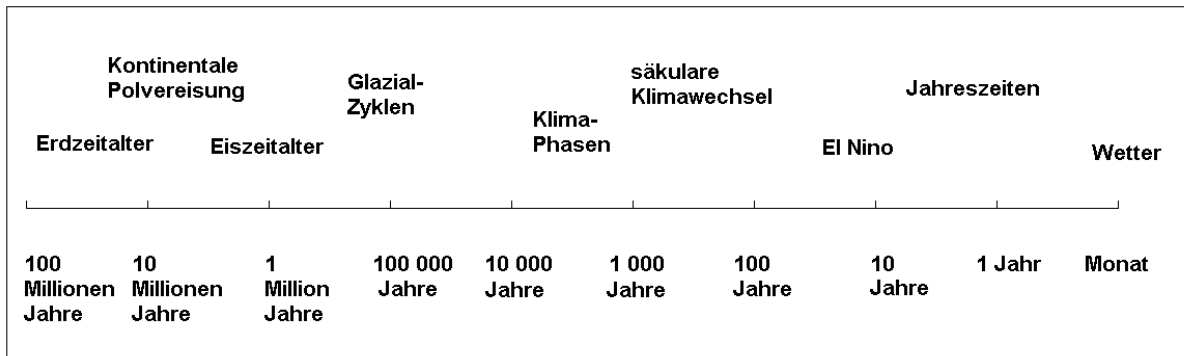 Kontinentale
Polvereisung
Glazial-
Zyklen
säkulare
Klimawechsel
Jahreszeiten
Klima-
Phasen
Erdzeitalter
Eiszeitalter
El Nino
Wetter
100
Millionen
Jahre
10
Millionen
Jahre
1
Million
Jahre
100 000
Jahre
10 000
Jahre
1 000
Jahre
100
Jahre
10
Jahre
1 Jahr
Monat